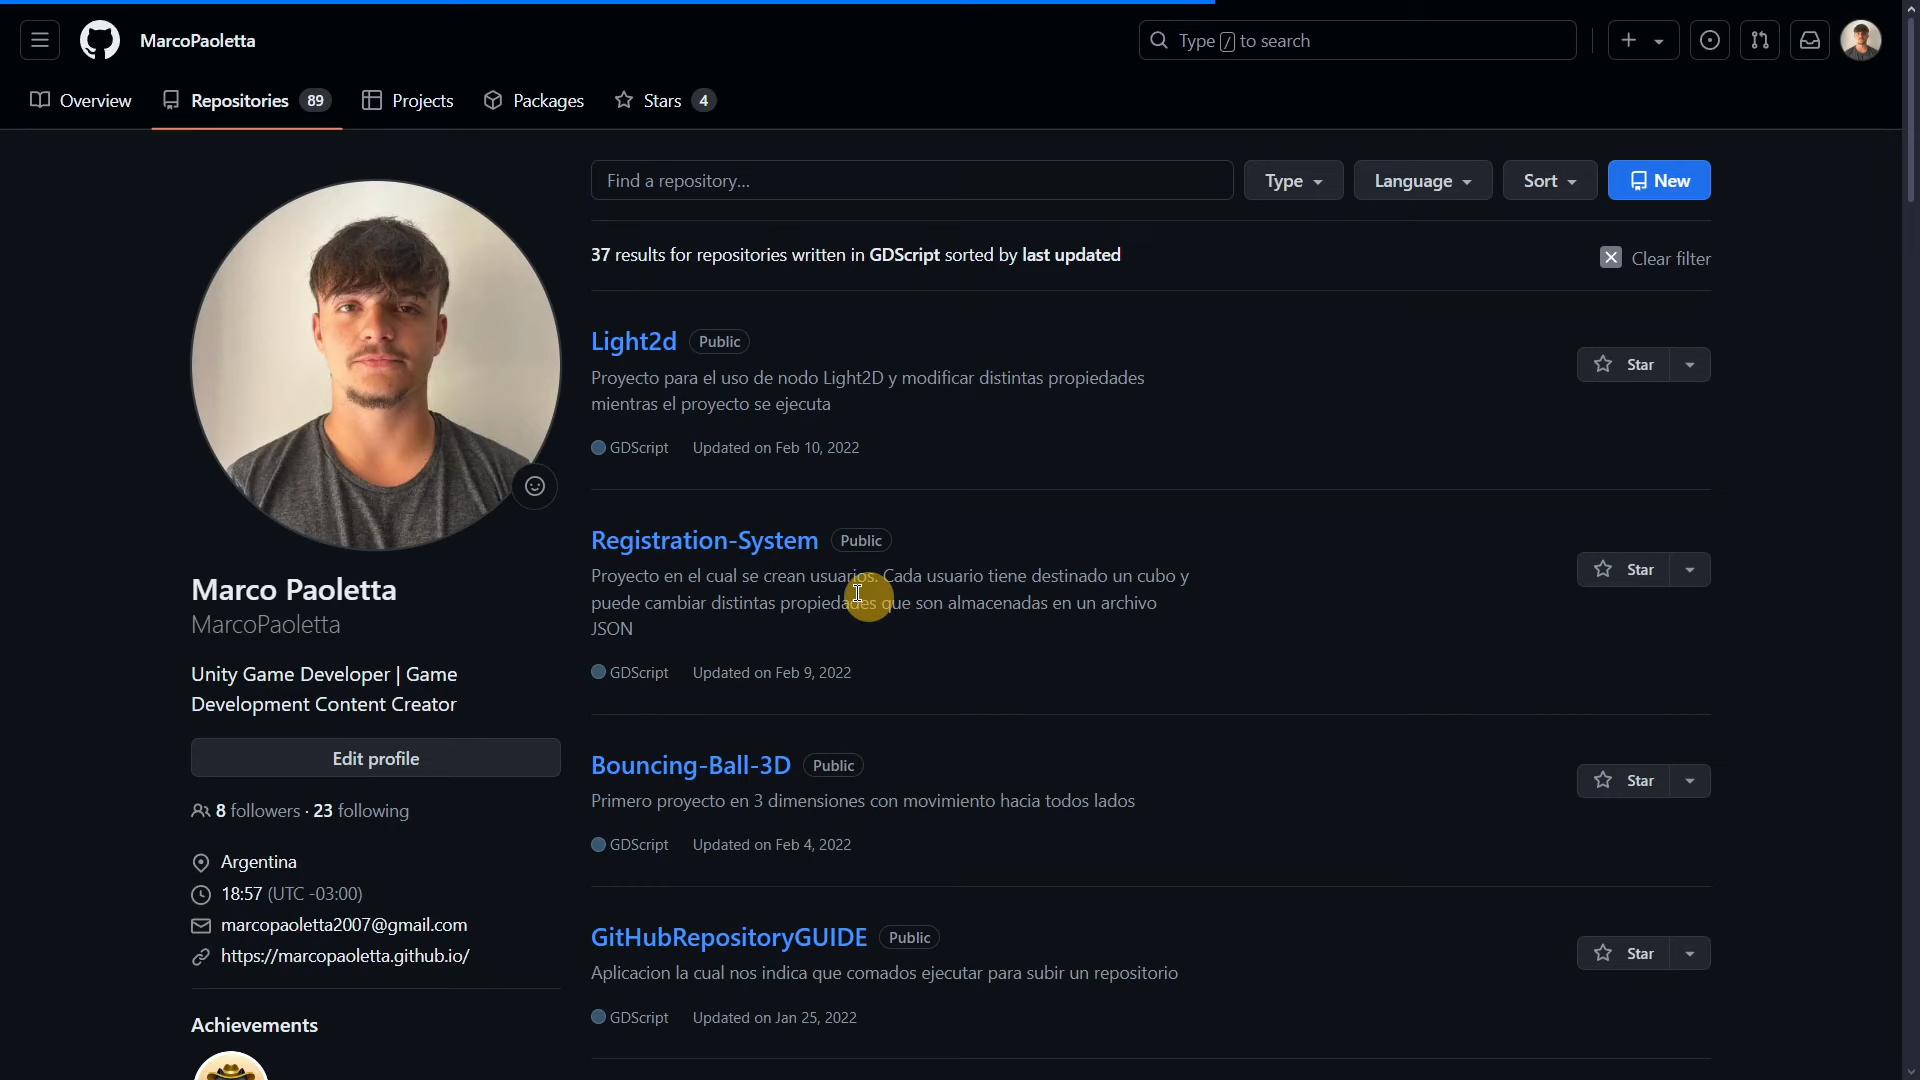 MarcoPaoletta
Type / to search
Overview
Repositories 89
Projects
Packages
Stars 4
Find a repository...
Type
Language
Sort
New
37 results for repositories written in GDScript sorted by last updated
Clear filter
Light2d Public
Proyecto para el uso de nodo Light2D y modificar distintas propiedades
mientras el proyecto se ejecuta
GDScript Updated on Feb 10, 2022
Star
Registration-System Public
Proyecto en el cual se crean usuarios. Cada usuario tiene destinado un cubo y
puede cambiar distintas propiedades que son almacenadas en un archivo
JSON
GDScript Updated on Feb 9, 2022
Star
Bouncing-Ball-3D Public
Primero proyecto en 3 dimensiones con movimiento hacia todos lados
GDScript Updated on Feb 4, 2022
Star
GitHubRepositoryGUIDE Public
Aplicacion la cual nos indica que comados ejecutar para subir un repositorio
GDScript Updated on Jan 25, 2022
Star
Marco Paoletta
MarcoPaoletta
Unity Game Developer | Game
Development Content Creator
Edit profile
8 followers · 23 following
Argentina
18:57 (UTC -03:00)
marcopaoletta2007@gmail.com
https://marcopaoletta.github.io/
Achievements